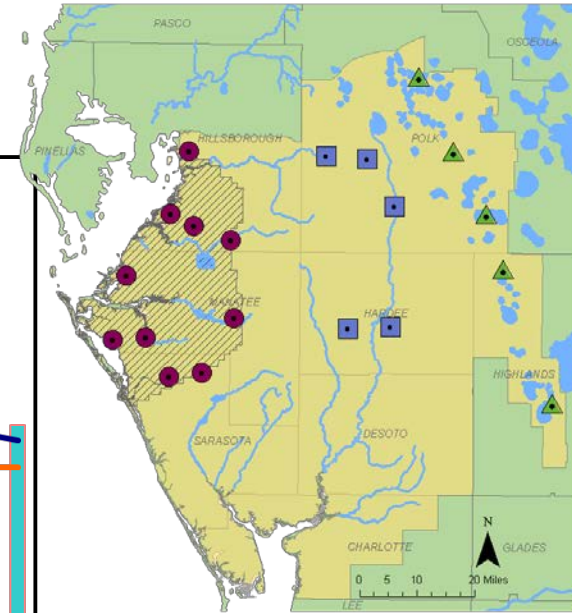 PASCO
OSCEOLA
HILLSBOROUGH
POLK
PINELLAS
MANATEE
HARDEE
HIGHLANDS
SARASOTA
DESOTO
N
CHARLOTTE
GLADES
0 5 10 20 Miles
LEE